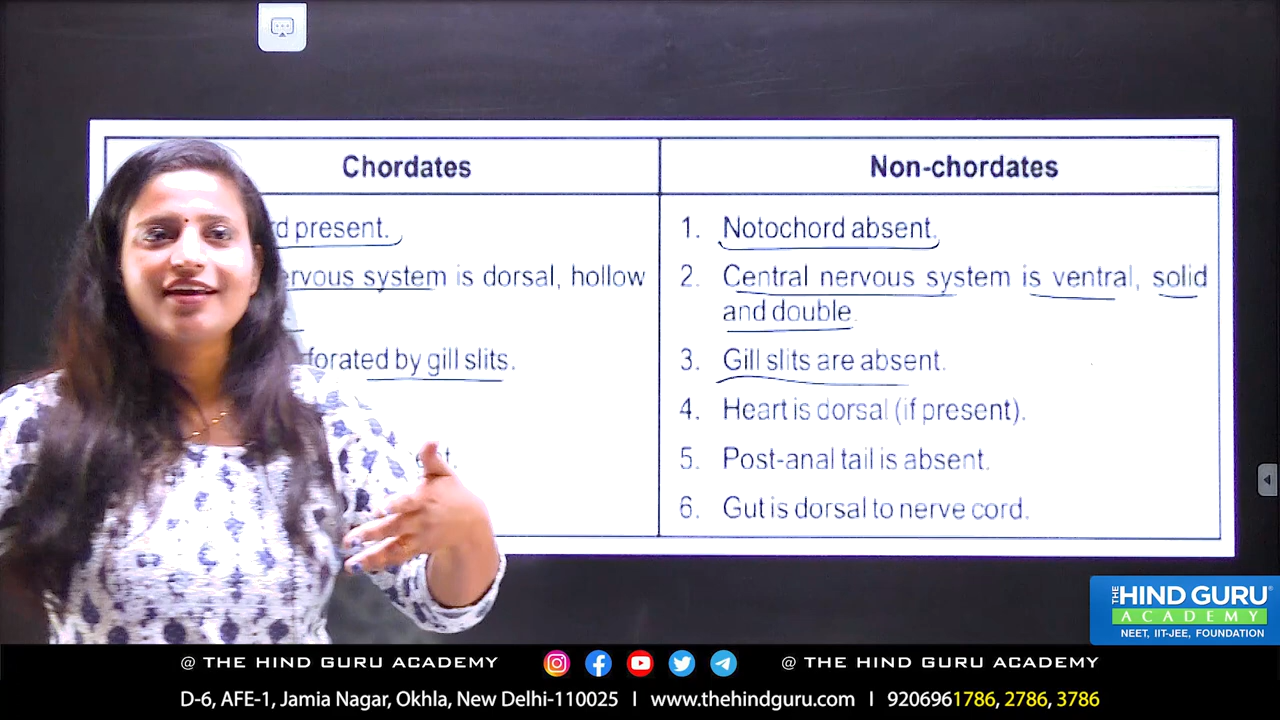 Chordates
Non-chordates
present.
1. Notochord absent.
nervous system is dorsal, hollow
2. Central nervous system is ventral, solid
and double.
by gill slits.
3. Gill slits are absent.
4. Heart is dorsal (if present).
5. Post-anal tail is absent.
6. Gut is dorsal to nerve cord.
THE HIND GURU®
ACADEMY
NEET, IIT-JEE, FOUNDATION
@ THE HIND GURU ACADEMY
@ THE HIND GURU ACADEMY
D-6, AFE-1, Jamia Nagar, Okhla, New Delhi-110025 | www.thehindguru.com | 9206961786, 2786, 3786